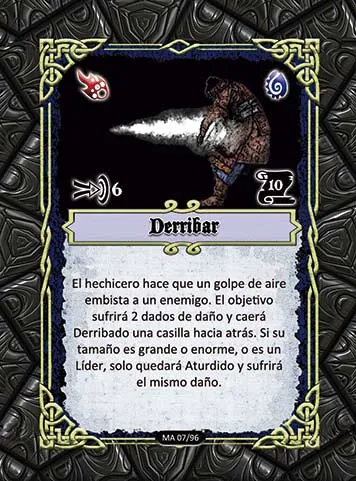 6
10
Derribar
El hechicero hace que un golpe de aire
embista a un enemigo. El objetivo
sufrirá 2 dados de daño y caerá
Derribado una casilla hacia atrás. Si su
tamaño es grande o enorme, o es un
Líder, solo quedará Aturdido y sufrirá
el mismo daño.
MA 07/96